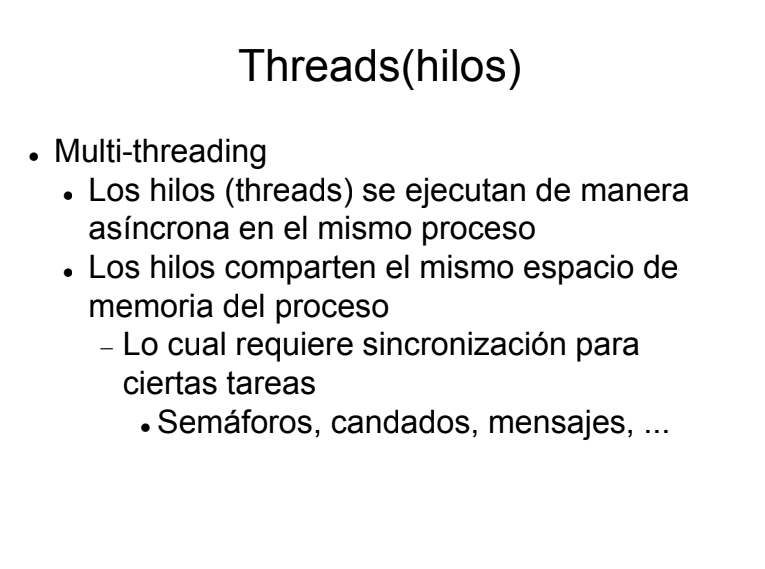 Threads(hilos)
● Multi-threading
● Los hilos (threads) se ejecutan de manera
asíncrona en el mismo proceso
● Los hilos comparten el mismo espacio de
memoria del proceso
– Lo cual requiere sincronización para
ciertas tareas
● Semáforos, candados, mensajes, ...